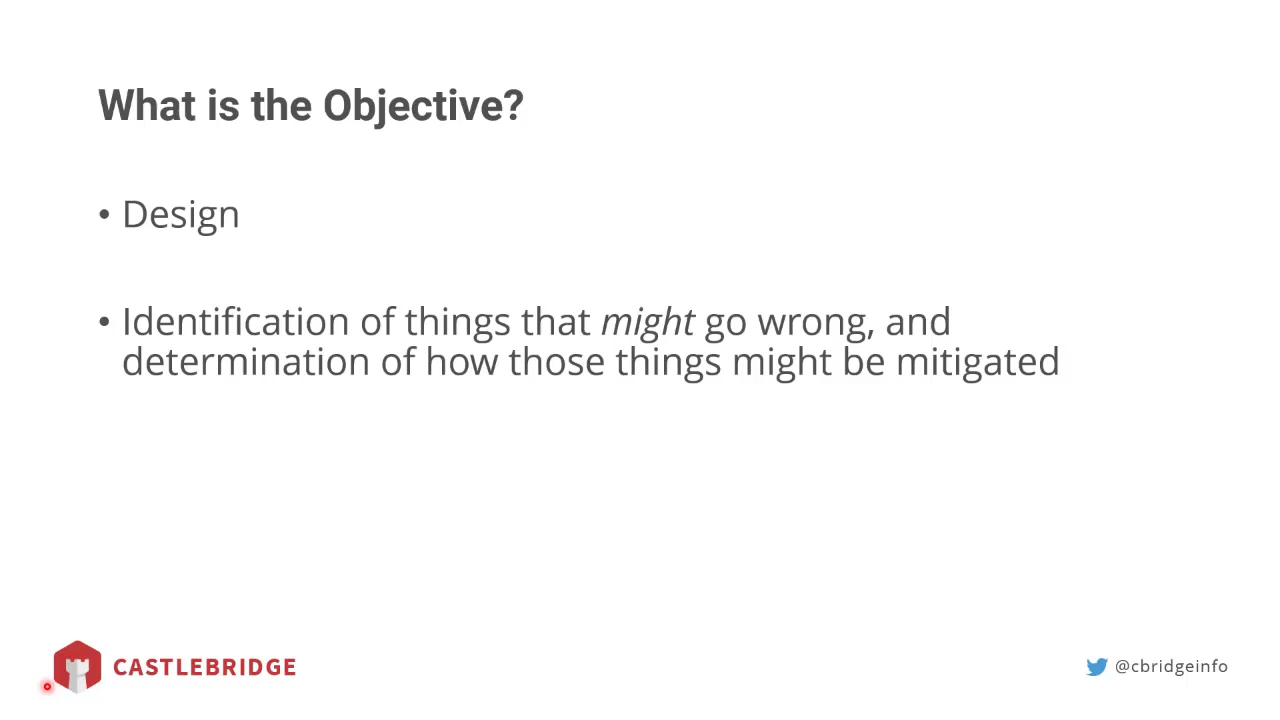 What is the Objective?
• Design
• Identification of things that might go wrong, and
determination of how those things might be mitigated
CASTLEBRIDGE
@cbridgeinfo